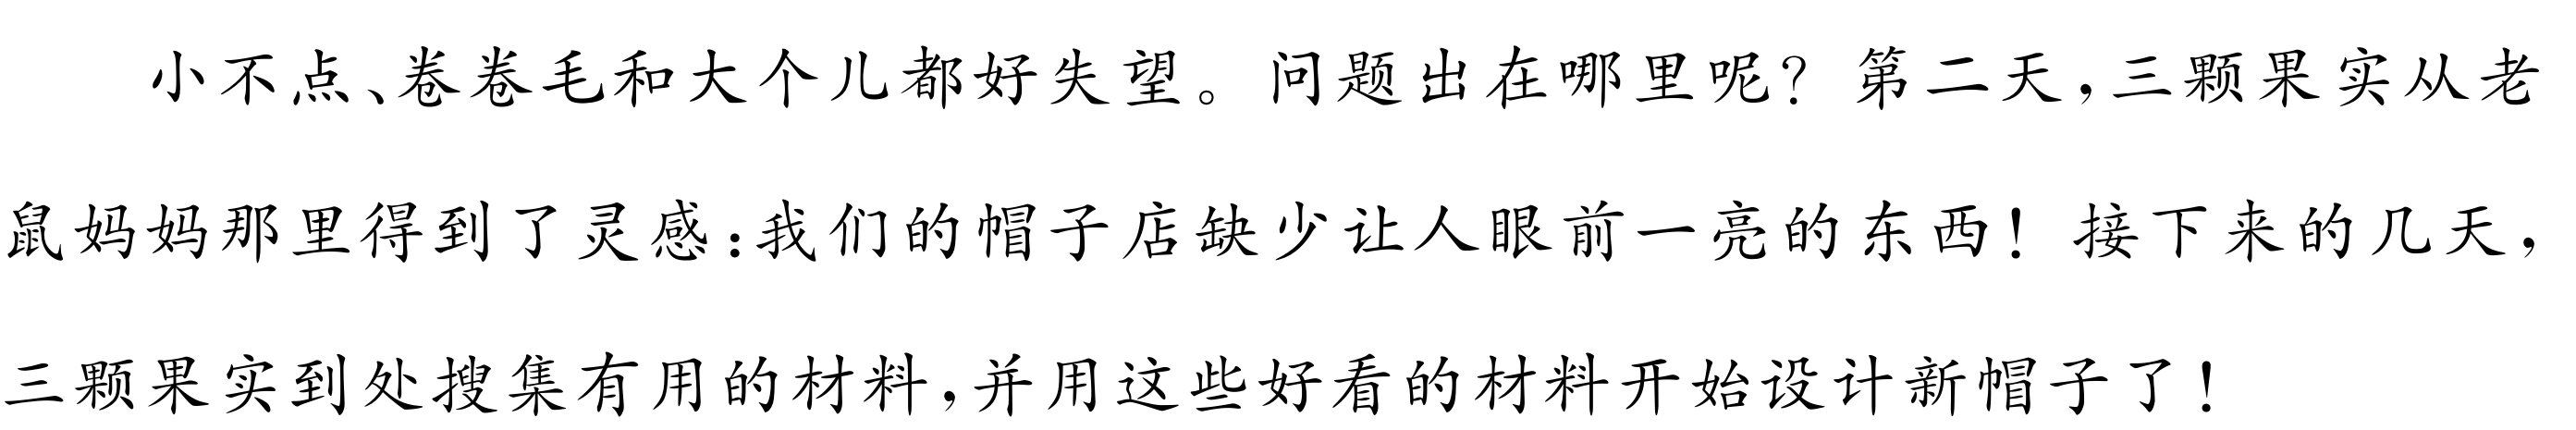 小不点、卷卷毛和大个儿都好失望。问题出在哪里呢？第二天，三颗果实从老
鼠妈妈那里得到了灵感：我们的帽子店缺少让人眼前一亮的东西！接下来的几天，
三颗果实到处搜集有用的材料，并用这些好看的材料开始设计新帽子了！